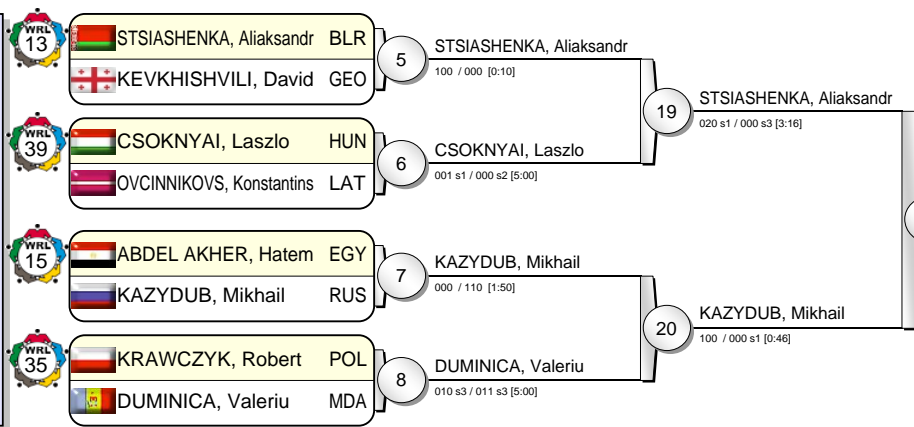 WRL
13
STSIASHENKA, Aliaksandr BLR
KEVKHISHVILI, David GEO
5
STSIASHENKA, Aliaksandr
100 / 000 [0:10]
WRL
39
CSOKNYAI, Laszlo HUN
OVCINNIKOVS, Konstantins LAT
6
CSOKNYAI, Laszlo
001 s1 / 000 s2 [5:00]
19
STSIASHENKA, Aliaksandr
020 s1 / 000 s3 [3:16]
WRL
15
ABDEL AKHER, Hatem EGY
KAZYDUB, Mikhail RUS
7
KAZYDUB, Mikhail
000 / 110 [1:50]
WRL
35
KRAWCZYK, Robert POL
DUMINICA, Valeriu MDA
8
DUMINICA, Valeriu
010 s3 / 011 s3 [5:00]
20
KAZYDUB, Mikhail
100 / 000 s1 [0:46]